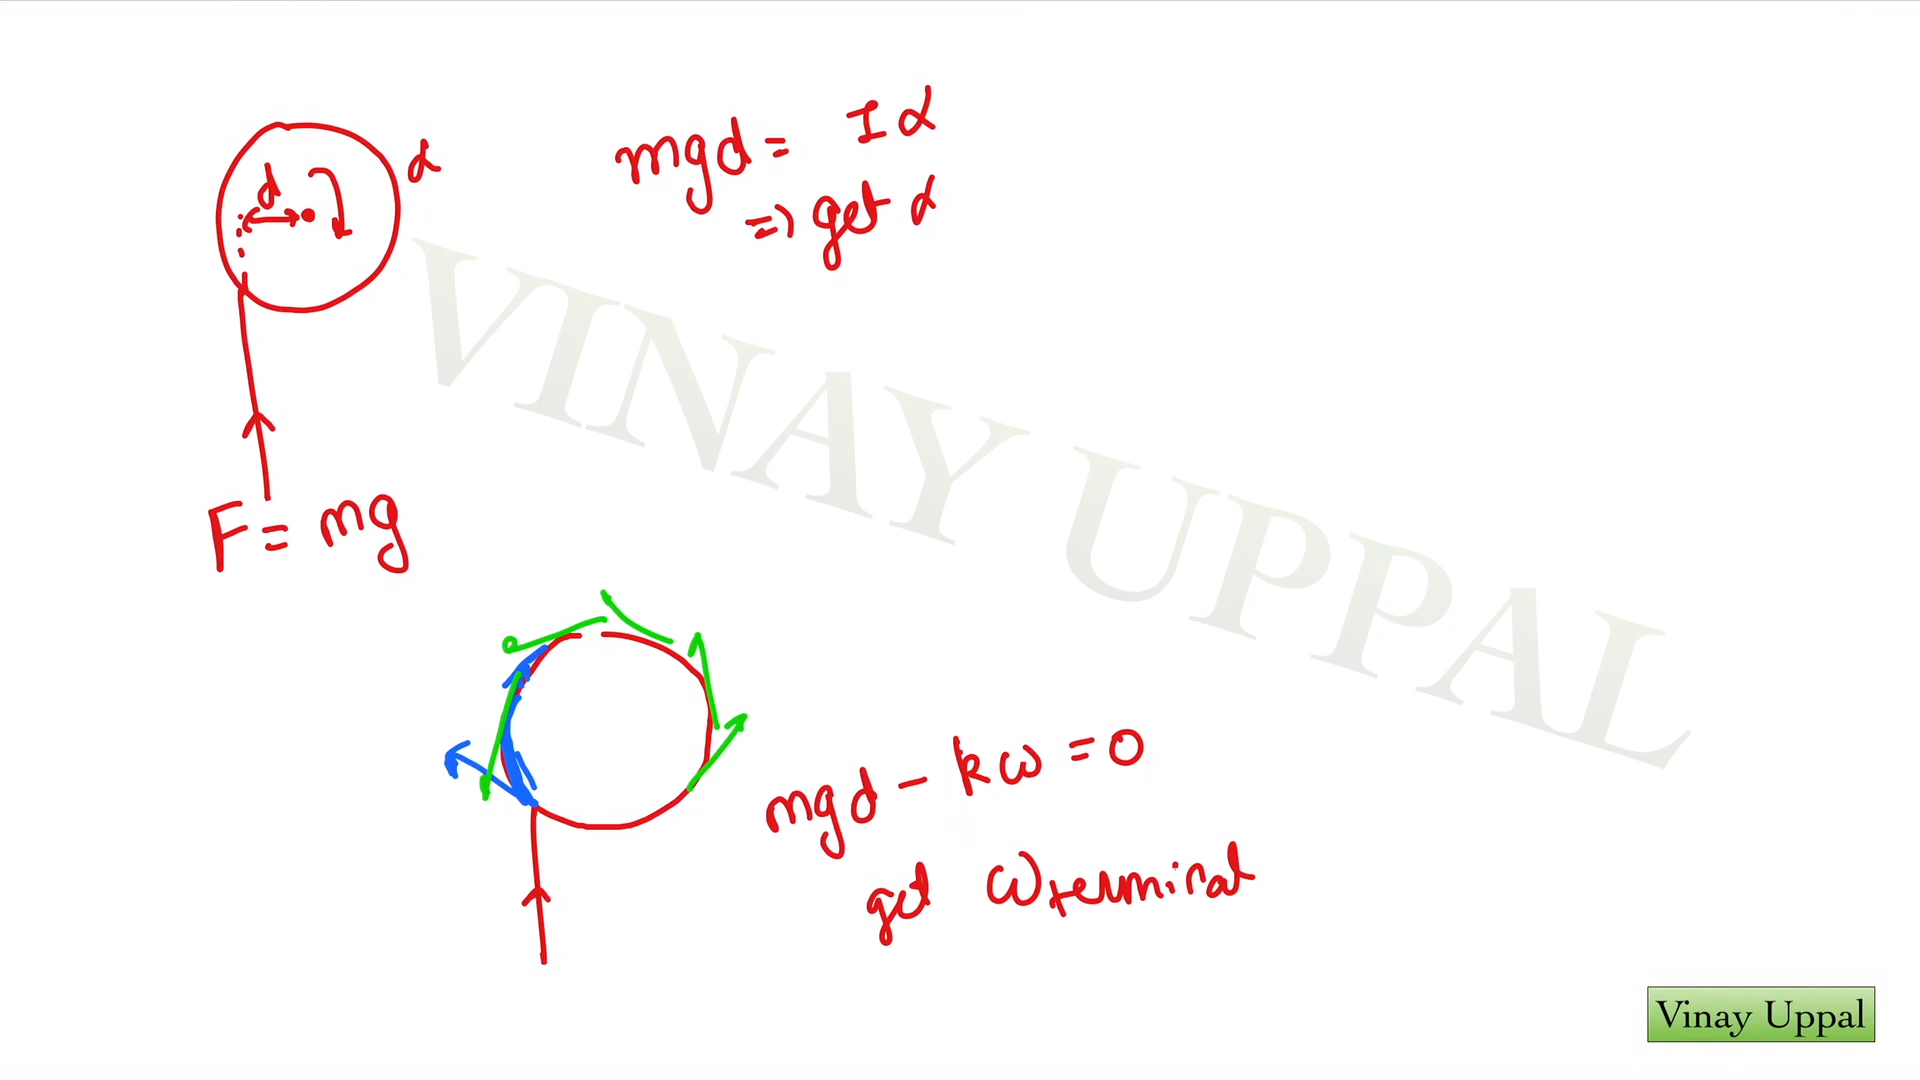 mgd = Iα
=> get α
α
d
F = mg
mgd - kω = 0
get ωterminal
VINAY UPPAL
Vinay Uppal